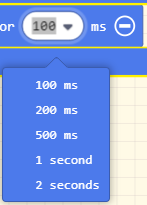 or 100 ms
100 ms
200 ms
500 ms
1 second
2 seconds